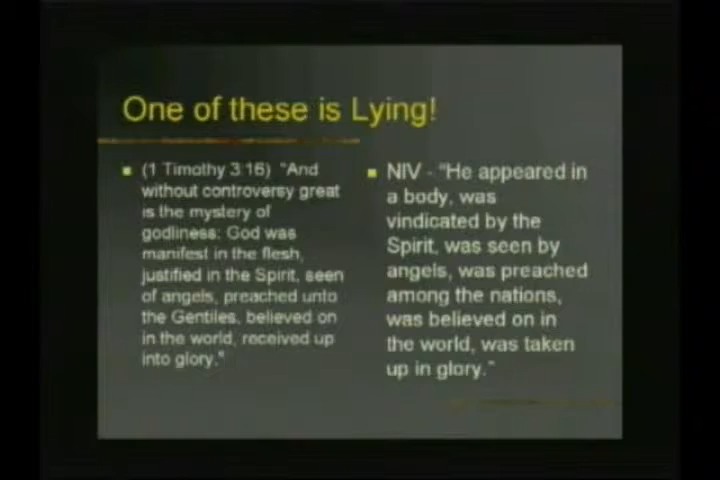 One of these is Lying!
(1 Timothy 3:16) "And
without controversy great
is the mystery of
godliness: God was
manifest in the flesh,
justified in the Spirit, seen
of angels, preached unto
the Gentiles, believed on
in the world, received up
into glory."
NIV - "He appeared in
a body, was
vindicated by the
Spirit, was seen by
angels, was preached
among the nations,
was believed on in
the world, was taken
up in glory."